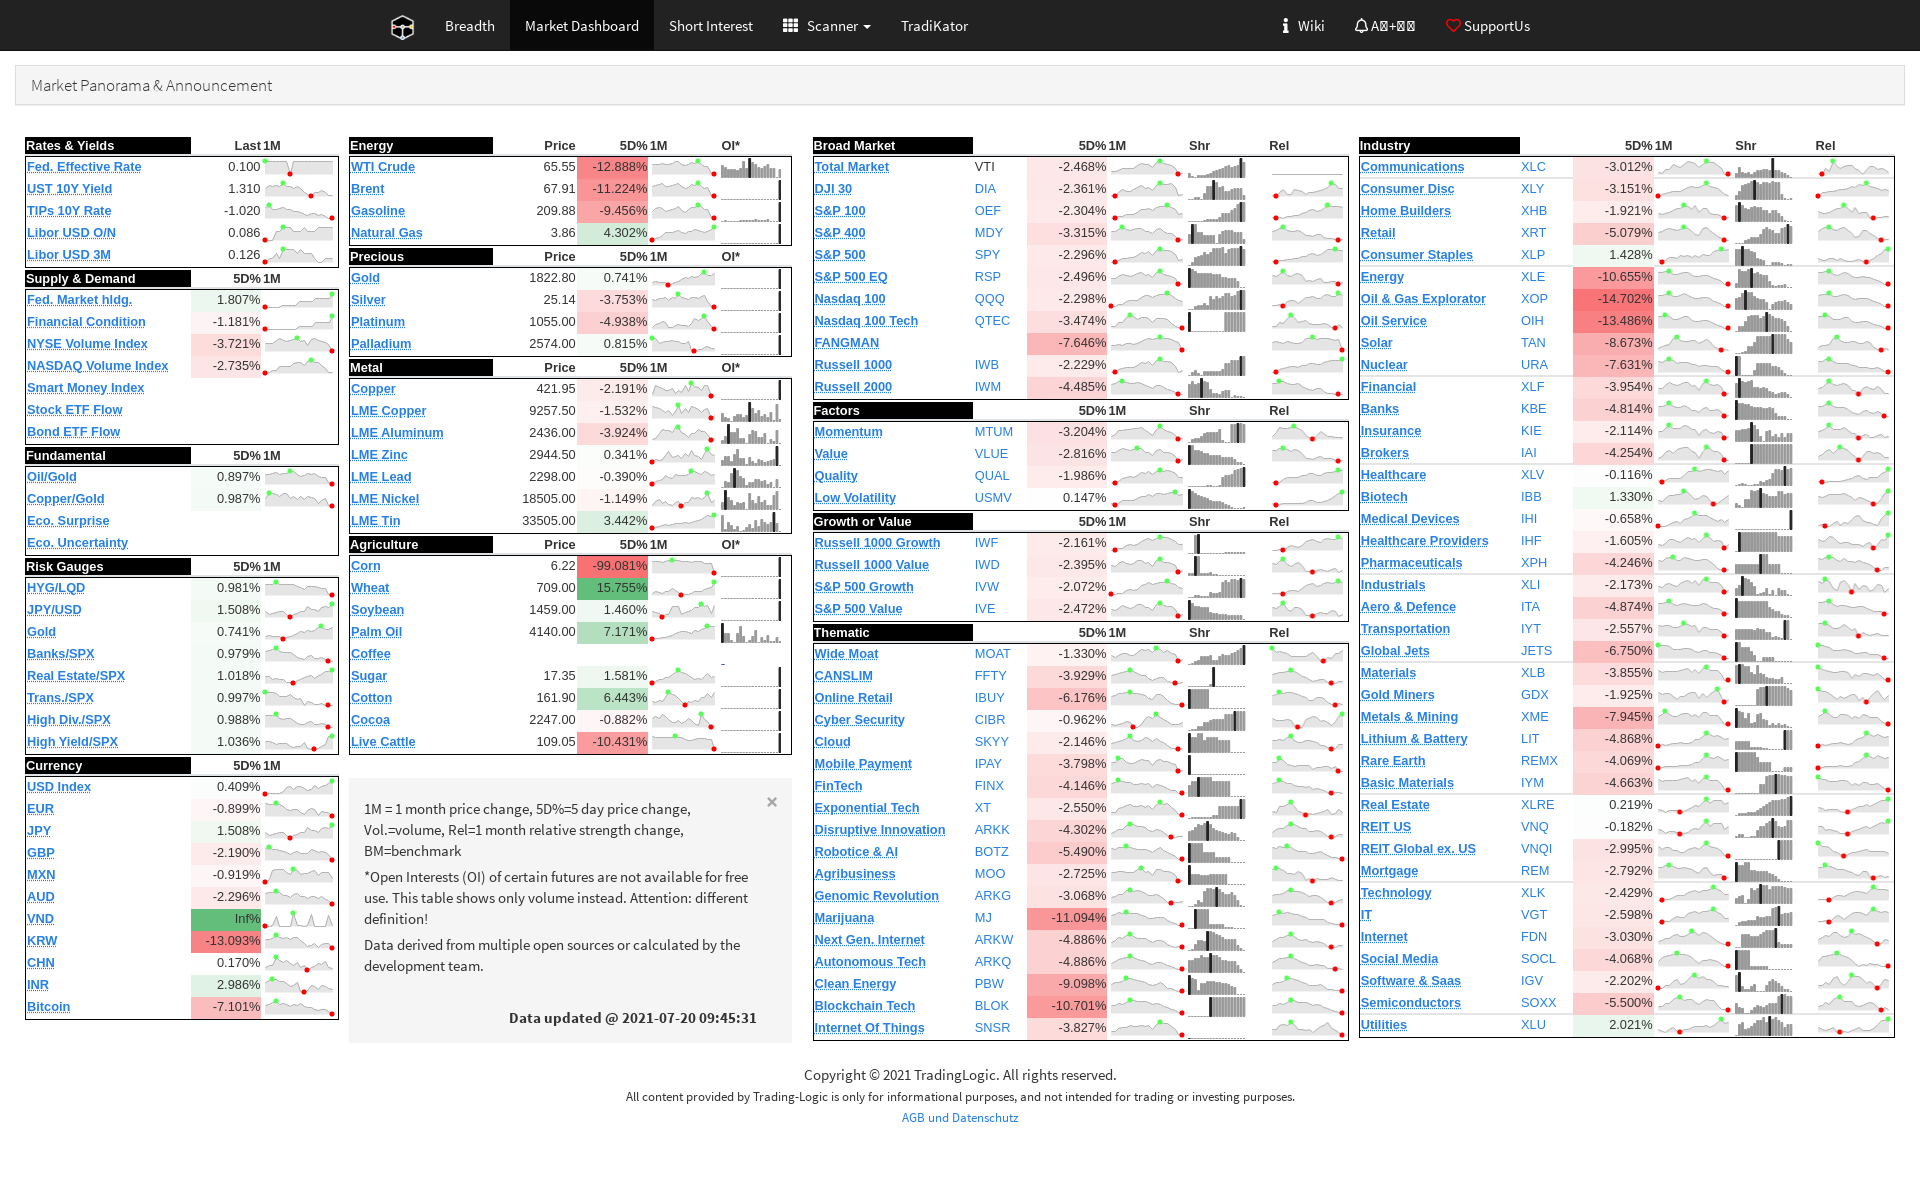 Breadth
Market Dashboard
Short Interest
Scanner
TradiKator
Wiki
SupportUs
Market Panorama & Announcement
Rates & Yields Last 1M
Fed. Effective Rate 0.100
UST 10Y Yield 1.310
TIPs 10Y Rate -1.020
Libor USD O/N 0.086
Libor USD 3M 0.126
Supply & Demand 5D% 1M
Fed. Market hldg. 1.807%
Financial Condition -1.181%
NYSE Volume Index -3.721%
NASDAQ Volume Index -2.735%
Smart Money Index
Stock ETF Flow
Bond ETF Flow
Fundamental 5D% 1M
Oil/Gold 0.897%
Copper/Gold 0.987%
Eco. Surprise
Eco. Uncertainty
Risk Gauges 5D% 1M
HYG/LQD 0.981%
JPY/USD 1.508%
Gold 0.741%
Banks/SPX 0.979%
Real Estate/SPX 1.018%
Trans./SPX 0.997%
High Div./SPX 0.988%
High Yield/SPX 1.036%
Currency 5D% 1M
USD Index 0.409%
EUR -0.899%
JPY 1.508%
GBP -2.190%
MXN -0.919%
AUD -2.296%
VND Inf%
KRW -13.093%
CHN 0.170%
INR 2.986%
Bitcoin -7.101%
Energy Price 5D% 1M OI*
WTI Crude 65.55 -12.888%
Brent 67.91 -11.224%
Gasoline 209.88 -9.456%
Natural Gas 3.86 4.302%
Precious Price 5D% 1M OI*
Gold 1822.80 0.741%
Silver 25.14 -3.753%
Platinum 1055.00 -4.938%
Palladium 2574.00 0.815%
Metal Price 5D% 1M OI*
Copper 421.95 -2.191%
LME Copper 9257.50 -1.532%
LME Aluminum 2436.00 -3.924%
LME Zinc 2944.50 0.341%
LME Lead 2298.00 -0.390%
LME Nickel 18505.00 -1.149%
LME Tin 33505.00 3.442%
Agriculture Price 5D% 1M OI*
Corn 6.22 -99.081%
Wheat 709.00 15.755%
Soybean 1459.00 1.460%
Palm Oil 4140.00 7.171%
Coffee -
Sugar 17.35 1.581%
Cotton 161.90 6.443%
Cocoa 2247.00 -0.882%
Live Cattle 109.05 -10.431%
×
1M = 1 month price change, 5D%=5 day price change,
Vol.=volume, Rel=1 month relative strength change,
BM=benchmark
*Open Interests (OI) of certain futures are not available for free
use. This table shows only volume instead. Attention: different
definition!
Data derived from multiple open sources or calculated by the
development team.
Data updated @ 2021-07-20 09:45:31
Broad Market 5D% 1M Shr Rel
Total Market VTI -2.468%
DJI 30 DIA -2.361%
S&P 100 OEF -2.304%
S&P 400 MDY -3.315%
S&P 500 SPY -2.296%
S&P 500 EQ RSP -2.496%
Nasdaq 100 QQQ -2.298%
Nasdaq 100 Tech QTEC -3.474%
FANGMAN -7.646%
Russell 1000 IWB -2.229%
Russell 2000 IWM -4.485%
Factors 5D% 1M Shr Rel
Momentum MTUM -3.204%
Value VLUE -2.816%
Quality QUAL -1.986%
Low Volatility USMV 0.147%
Growth or Value 5D% 1M Shr Rel
Russell 1000 Growth IWF -2.161%
Russell 1000 Value IWD -2.395%
S&P 500 Growth IVW -2.072%
S&P 500 Value IVE -2.472%
Thematic 5D% 1M Shr Rel
Wide Moat MOAT -1.330%
CANSLIM FFTY -3.929%
Online Retail IBUY -6.176%
Cyber Security CIBR -0.962%
Cloud SKYY -2.146%
Mobile Payment IPAY -3.798%
FinTech FINX -4.146%
Exponential Tech XT -2.550%
Disruptive Innovation ARKK -4.302%
Robotice & AI BOTZ -5.490%
Agribusiness MOO -2.725%
Genomic Revolution ARKG -3.068%
Marijuana MJ -11.094%
Next Gen. Internet ARKW -4.886%
Autonomous Tech ARKQ -4.886%
Clean Energy PBW -9.098%
Blockchain Tech BLOK -10.701%
Internet Of Things SNSR -3.827%
Industry 5D% 1M Shr Rel
Communications XLC -3.012%
Consumer Disc XLY -3.151%
Home Builders XHB -1.921%
Retail XRT -5.079%
Consumer Staples XLP 1.428%
Energy XLE -10.655%
Oil & Gas Explorator XOP -14.702%
Oil Service OIH -13.486%
Solar TAN -8.673%
Nuclear URA -7.631%
Financial XLF -3.954%
Banks KBE -4.814%
Insurance KIE -2.114%
Brokers IAI -4.254%
Healthcare XLV -0.116%
Biotech IBB 1.330%
Medical Devices IHI -0.658%
Healthcare Providers IHF -1.605%
Pharmaceuticals XPH -4.246%
Industrials XLI -2.173%
Aero & Defence ITA -4.874%
Transportation IYT -2.557%
Global Jets JETS -6.750%
Materials XLB -3.855%
Gold Miners GDX -1.925%
Metals & Mining XME -7.945%
Lithium & Battery LIT -4.868%
Rare Earth REMX -4.069%
Basic Materials IYM -4.663%
Real Estate XLRE 0.219%
REIT US VNQ -0.182%
REIT Global ex. US VNQI -2.995%
Mortgage REM -2.792%
Technology XLK -2.429%
IT VGT -2.598%
Internet FDN -3.030%
Social Media SOCL -4.068%
Software & Saas IGV -2.202%
Semiconductors SOXX -5.500%
Utilities XLU 2.021%
Copyright © 2021 TradingLogic. All rights reserved.
All content provided by Trading-Logic is only for informational purposes, and not intended for trading or investing purposes.
AGB und Datenschutz